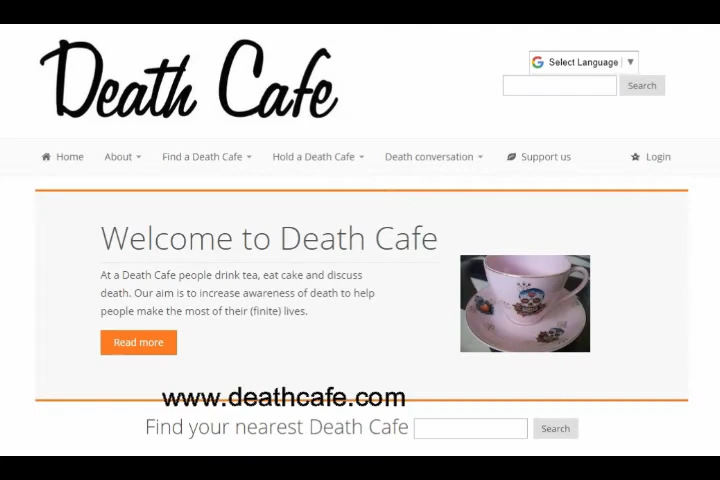 Death Cafe
Select Language
Search
Home About Find a Death Cafe Hold a Death Cafe Death conversation Support us Login
Welcome to Death Cafe
At a Death Cafe people drink tea, eat cake and discuss
death. Our aim is to increase awareness of death to help
people make the most of their (finite) lives.
Read more
www.deathcafe.com
Find your nearest Death Cafe Search